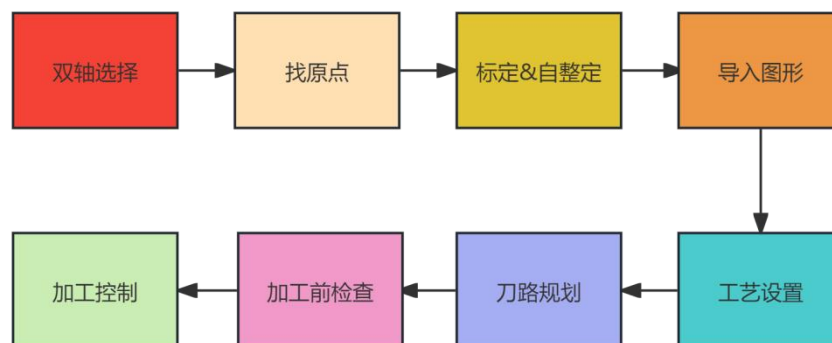 双轴选择
找原点
标定&自整定
导入图形
工艺设置
刀路规划
加工前检查
加工控制